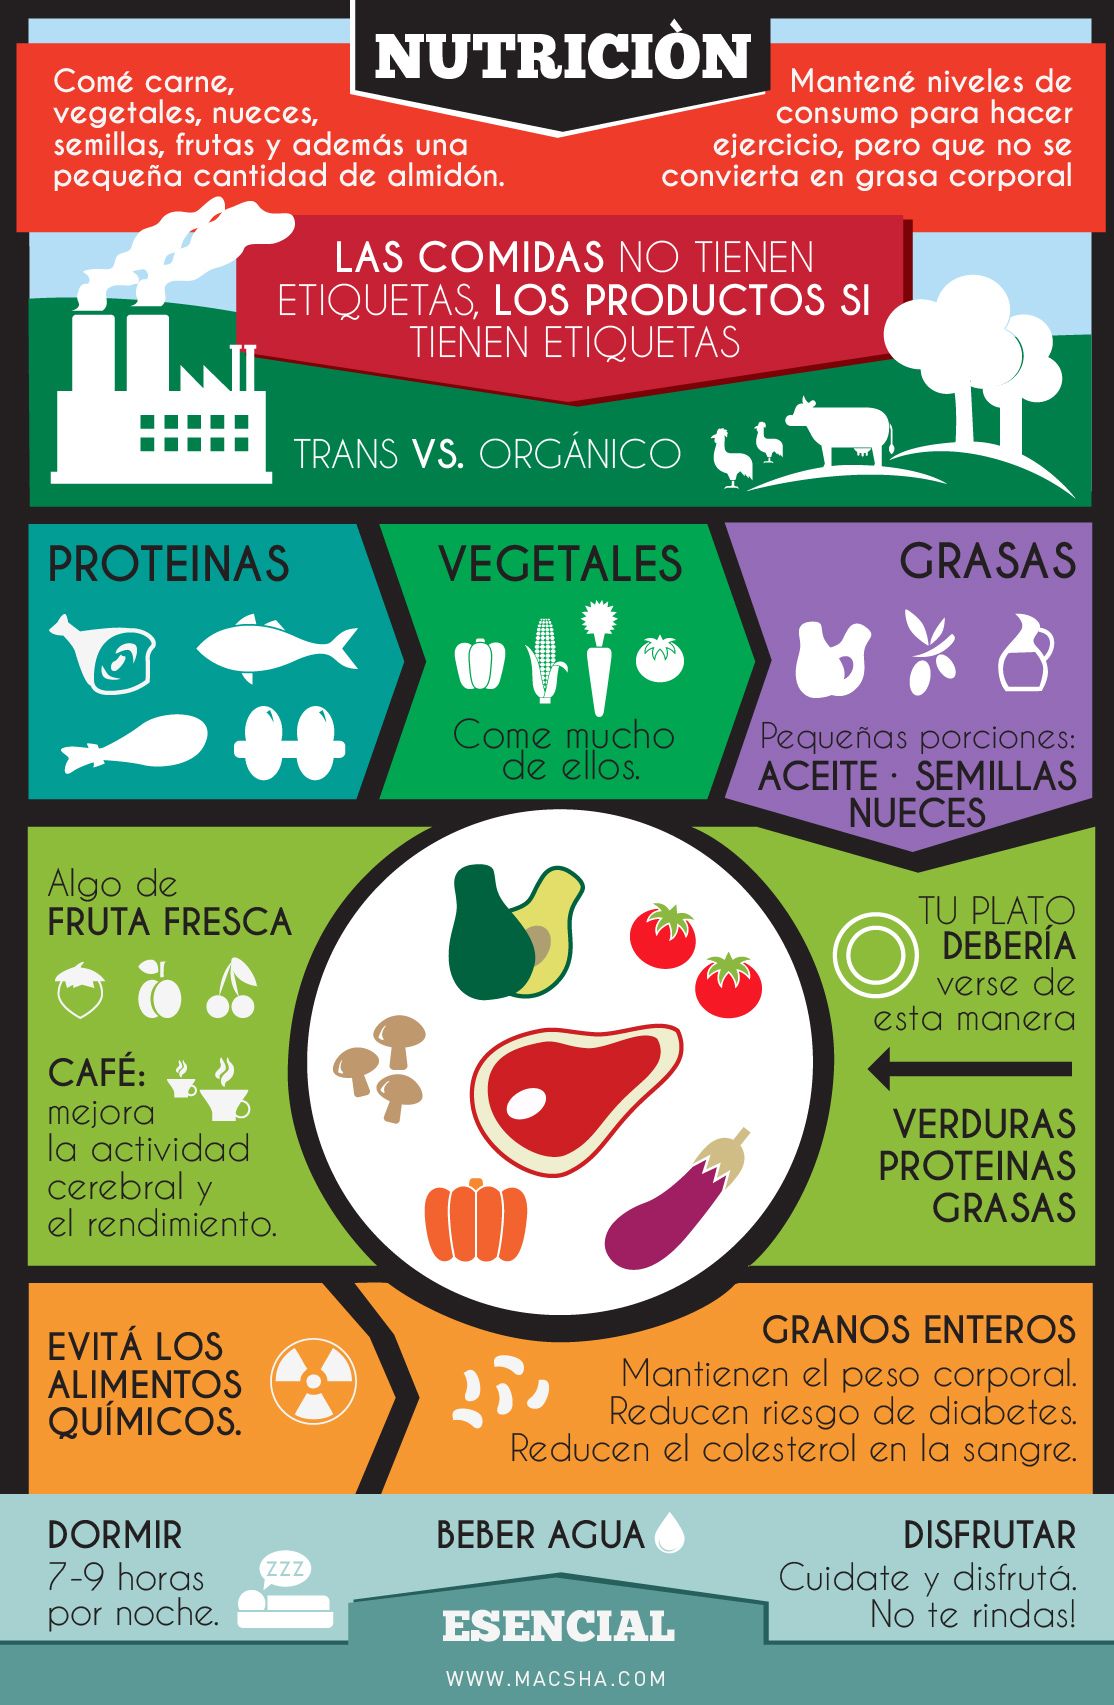 NUTRICIÒN
Comé carne,
vegetales, nueces,
semillas, frutas y además una
pequeña cantidad de almidón.
Mantené niveles de
consumo para hacer
ejercicio, pero que no se
convierta en grasa corporal
LAS COMIDAS NO TIENEN
ETIQUETAS, LOS PRODUCTOS SI
TIENEN ETIQUETAS
TRANS VS. ORGÁNICO
PROTEINAS
VEGETALES
Come mucho
de ellos.
GRASAS
Pequeñas porciones:
ACEITE · SEMILLAS
NUECES
Algo de
FRUTA FRESCA
CAFÉ:
mejora
la actividad
cerebral y
el rendimiento.
TU PLATO
DEBERÍA
verse de
esta manera
VERDURAS
PROTEINAS
GRASAS
EVITÁ LOS
ALIMENTOS
QUÍMICOS.
GRANOS ENTEROS
Mantienen el peso corporal.
Reducen riesgo de diabetes.
Reducen el colesterol en la sangre.
DORMIR
7-9 horas
por noche.
ZZZ
BEBER AGUA
DISFRUTAR
Cuidate y disfrutá.
No te rindas!
ESENCIAL
WWW.MACSHA.COM